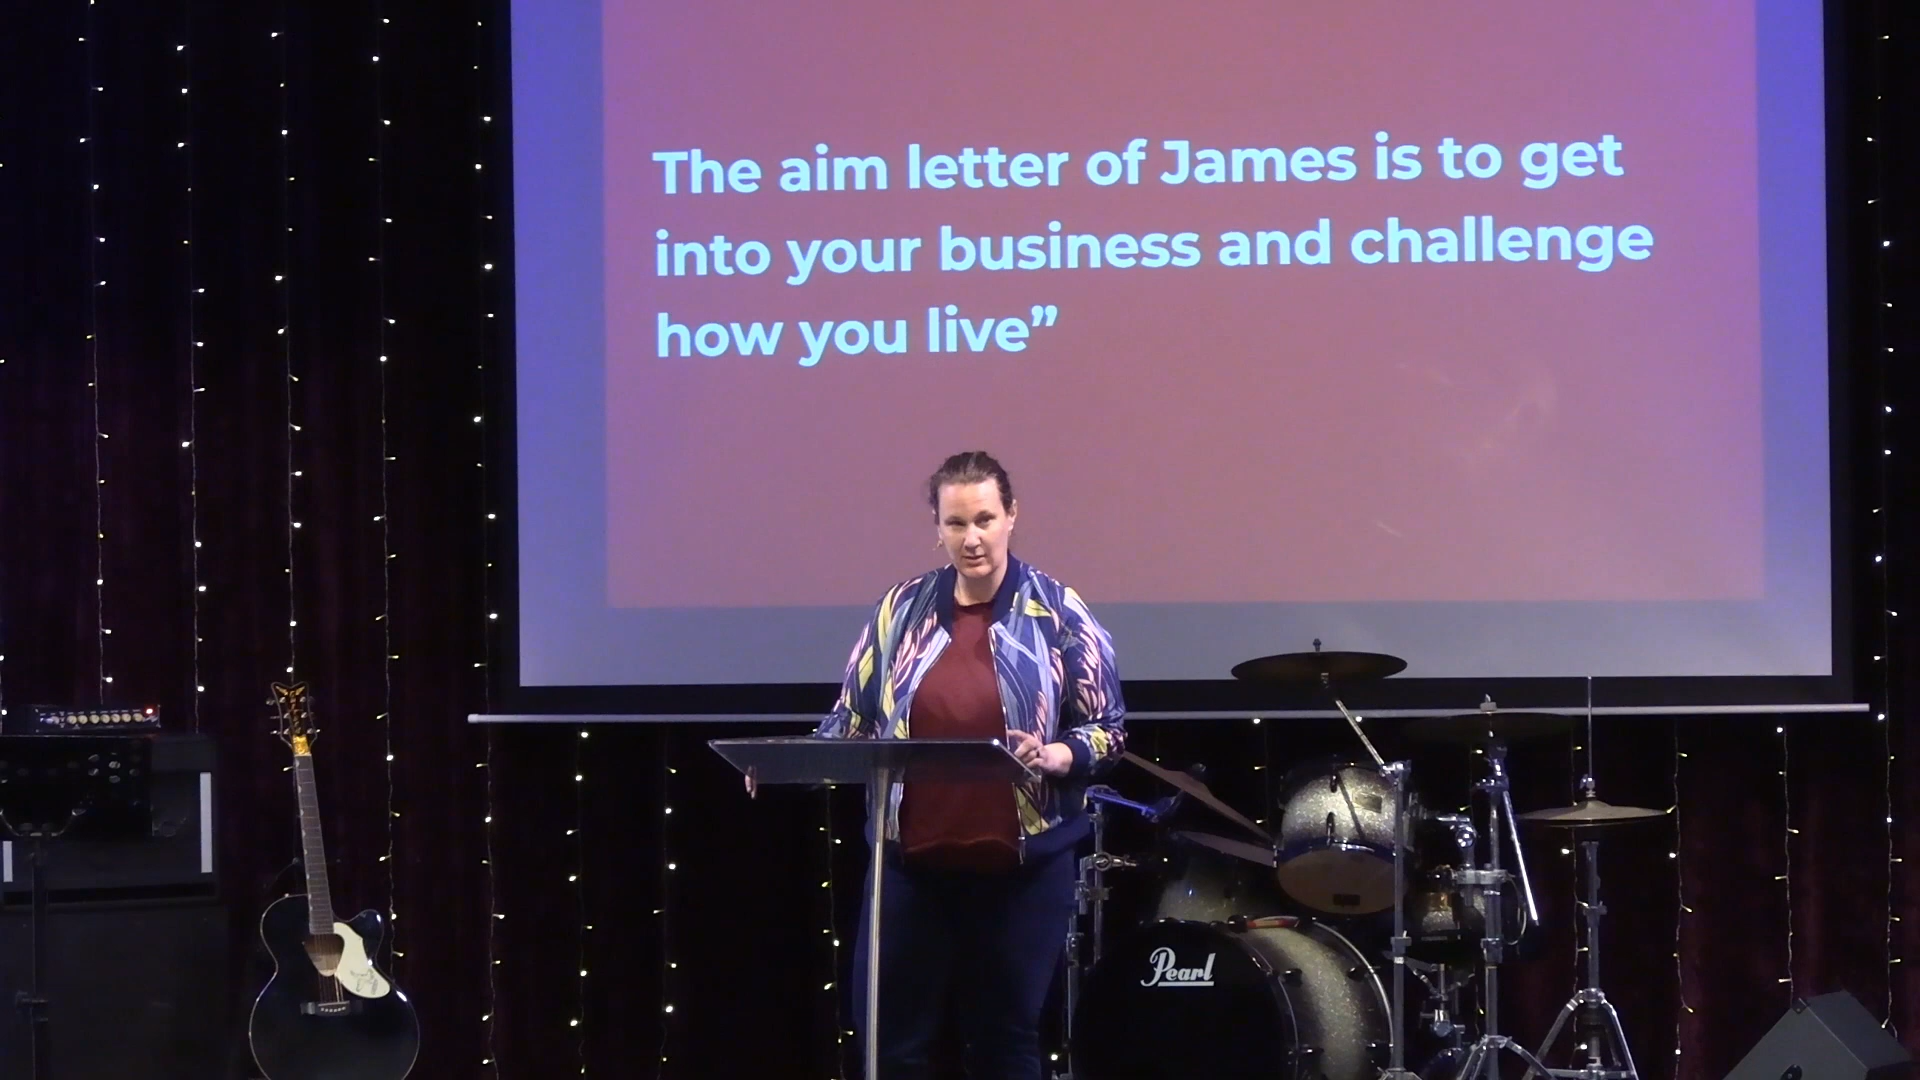 The aim letter of James is to get
into your business and challenge
how you live”
Pearl